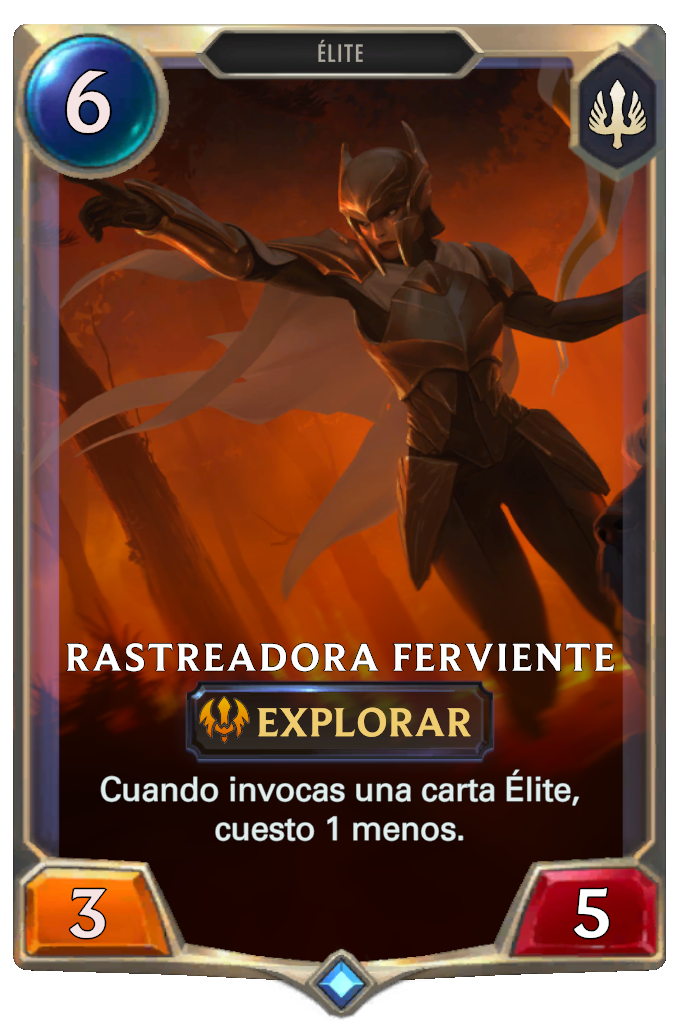 ÉLITE
6
RASTREADORA FERVIENTE
EXPLORAR
Cuando invocas una carta Élite,
cuesto 1 menos.
3
5